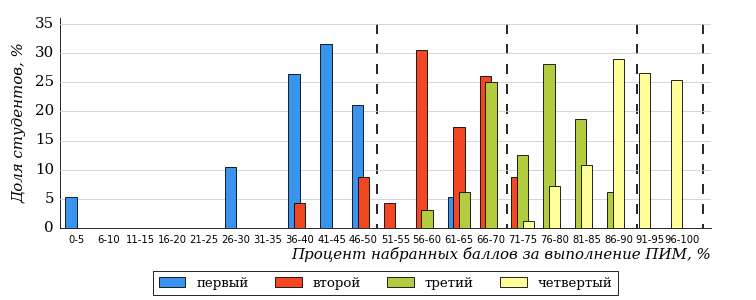 Доля студентов, %
35
30
25
20
15
10
5
0
0-5 6-10 11-15 16-20 21-25 26-30 31-35 36-40 41-45 46-50 51-55 56-60 61-65 66-70 71-75 76-80 81-85 86-90 91-95 96-100
Процент набранных баллов за выполнение ПИМ, %
первый второй третий четвертый